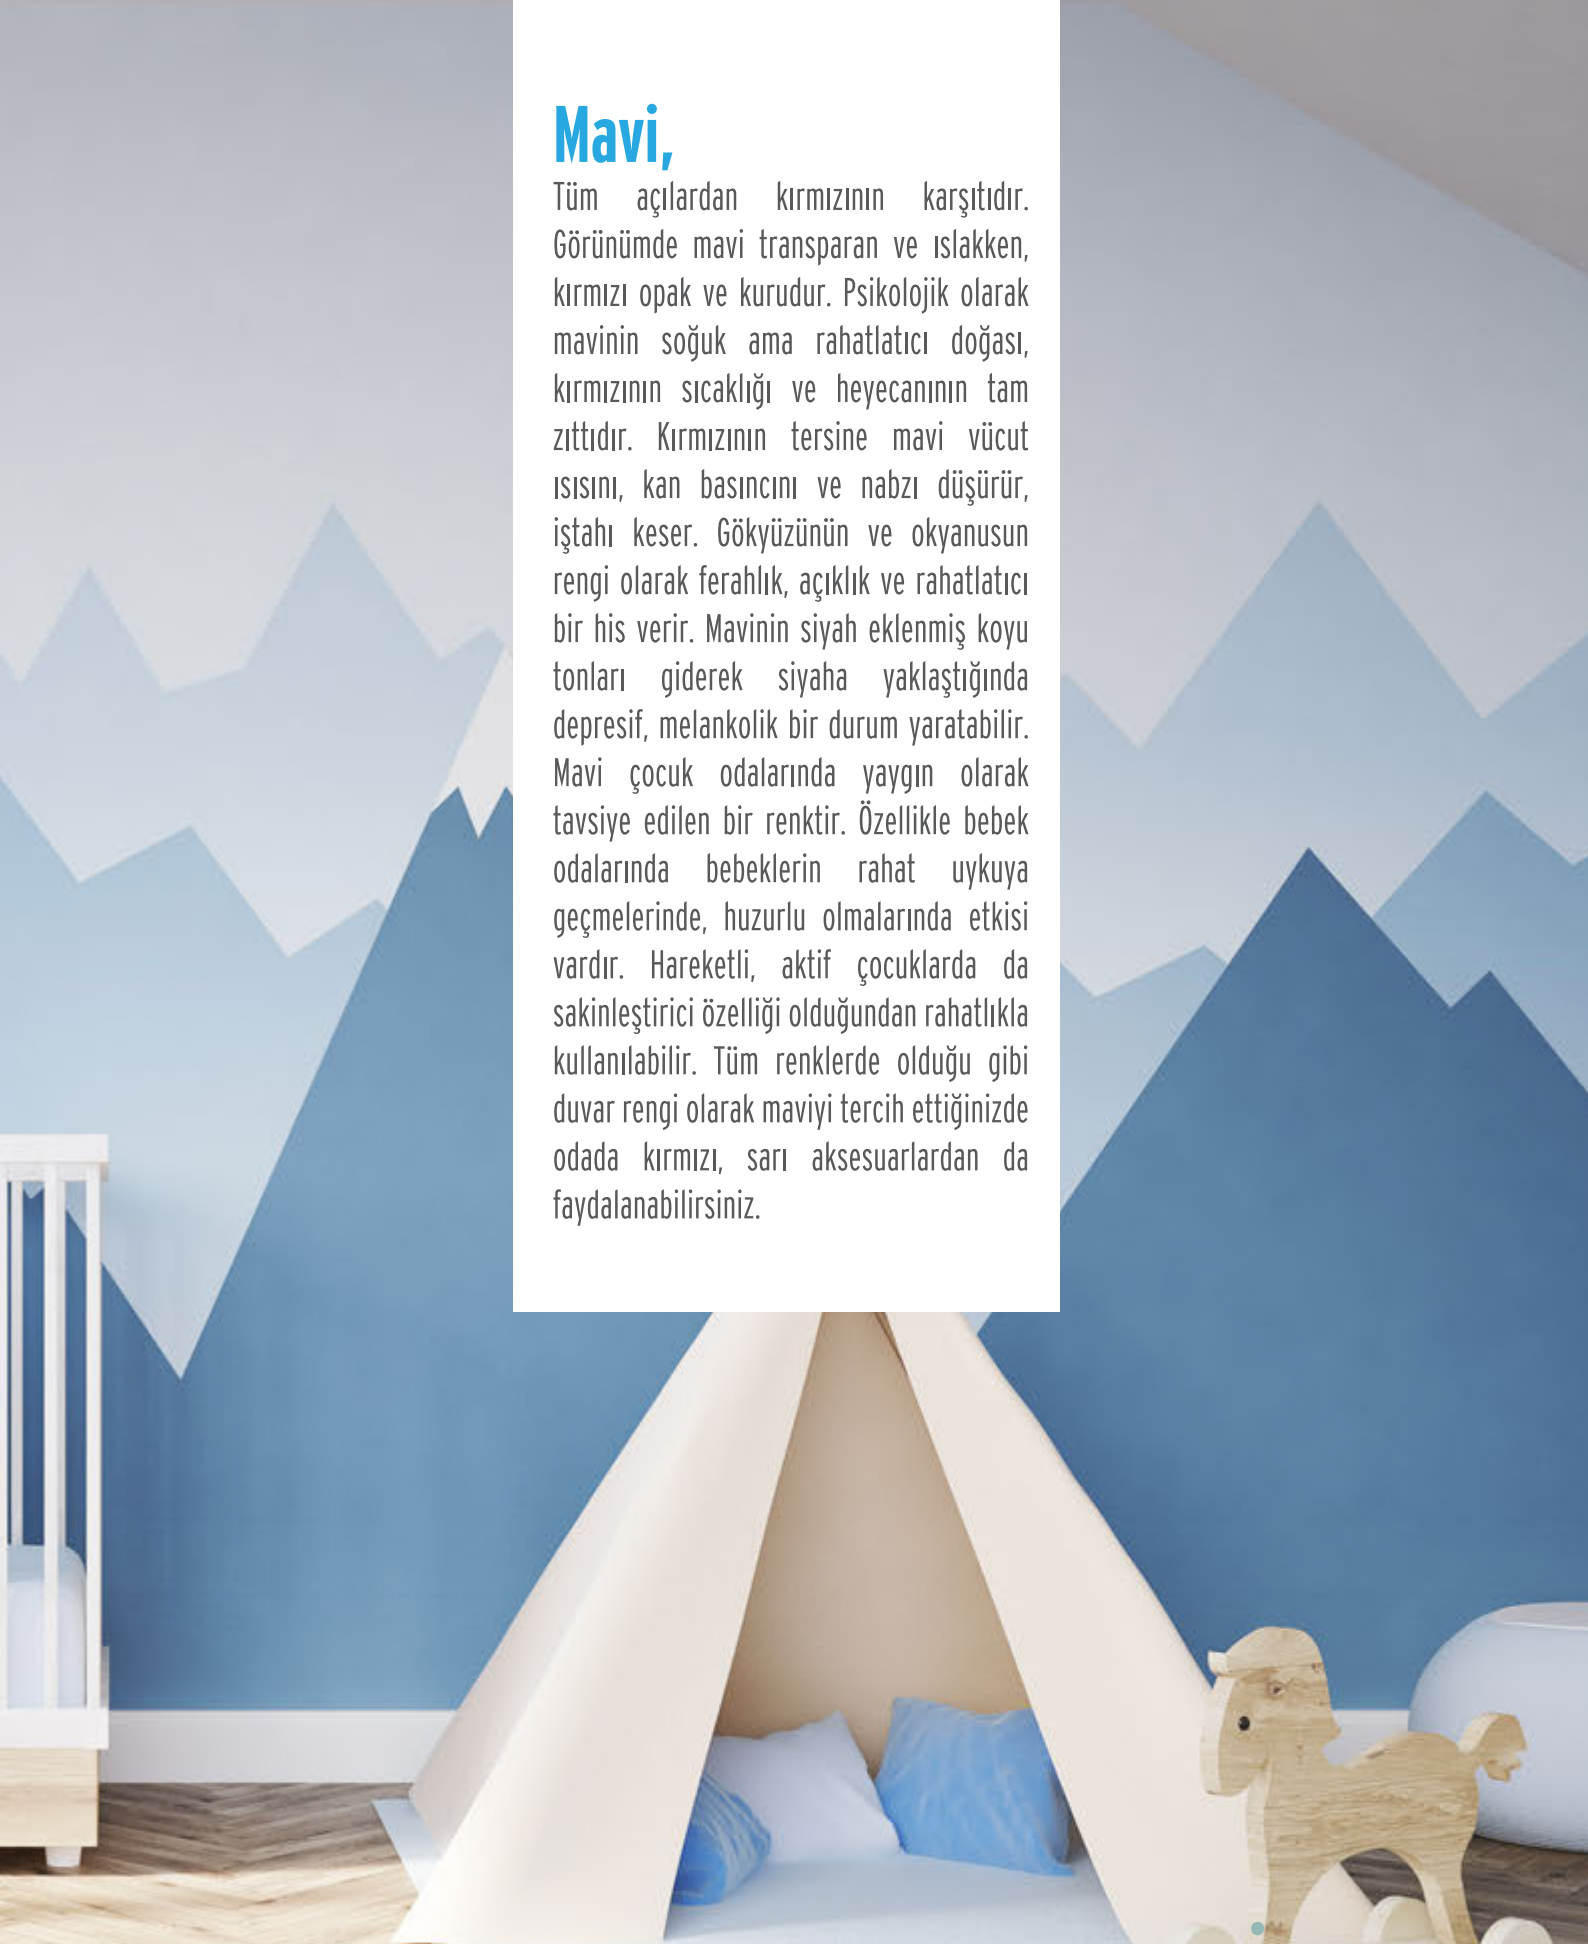 Mavi,
Tüm açılardan kırmızının karşıtıdır.
Görünümde mavi transparan ve ıslakken,
kırmızı opak ve kurudur. Psikolojik olarak
mavinin soğuk ama rahatlatıcı doğası,
kırmızının sıcaklığı ve heyecanının tam
zıttıdır. Kırmızının tersine mavi vücut
ısısını, kan basıncını ve nabzı düşürür,
iştahı keser. Gökyüzünün ve okyanusun
rengi olarak ferahlık, açıklık ve rahatlatıcı
bir his verir. Mavinin siyah eklenmiş koyu
tonları giderek siyaha yaklaştığında
depresif, melankolik bir durum yaratabilir.
Mavi çocuk odalarında yaygın olarak
tavsiye edilen bir renktir. Özellikle bebek
odalarında bebeklerin rahat uykuya
geçmelerinde, huzurlu olmalarında etkisi
vardır. Hareketli, aktif çocuklarda da
sakinleştirici özelliği olduğundan rahatlıkla
kullanılabilir. Tüm renklerde olduğu gibi
duvar rengi olarak maviyi tercih ettiğinizde
odada kırmızı, sarı aksesuarlardan da
faydalanabilirsiniz.